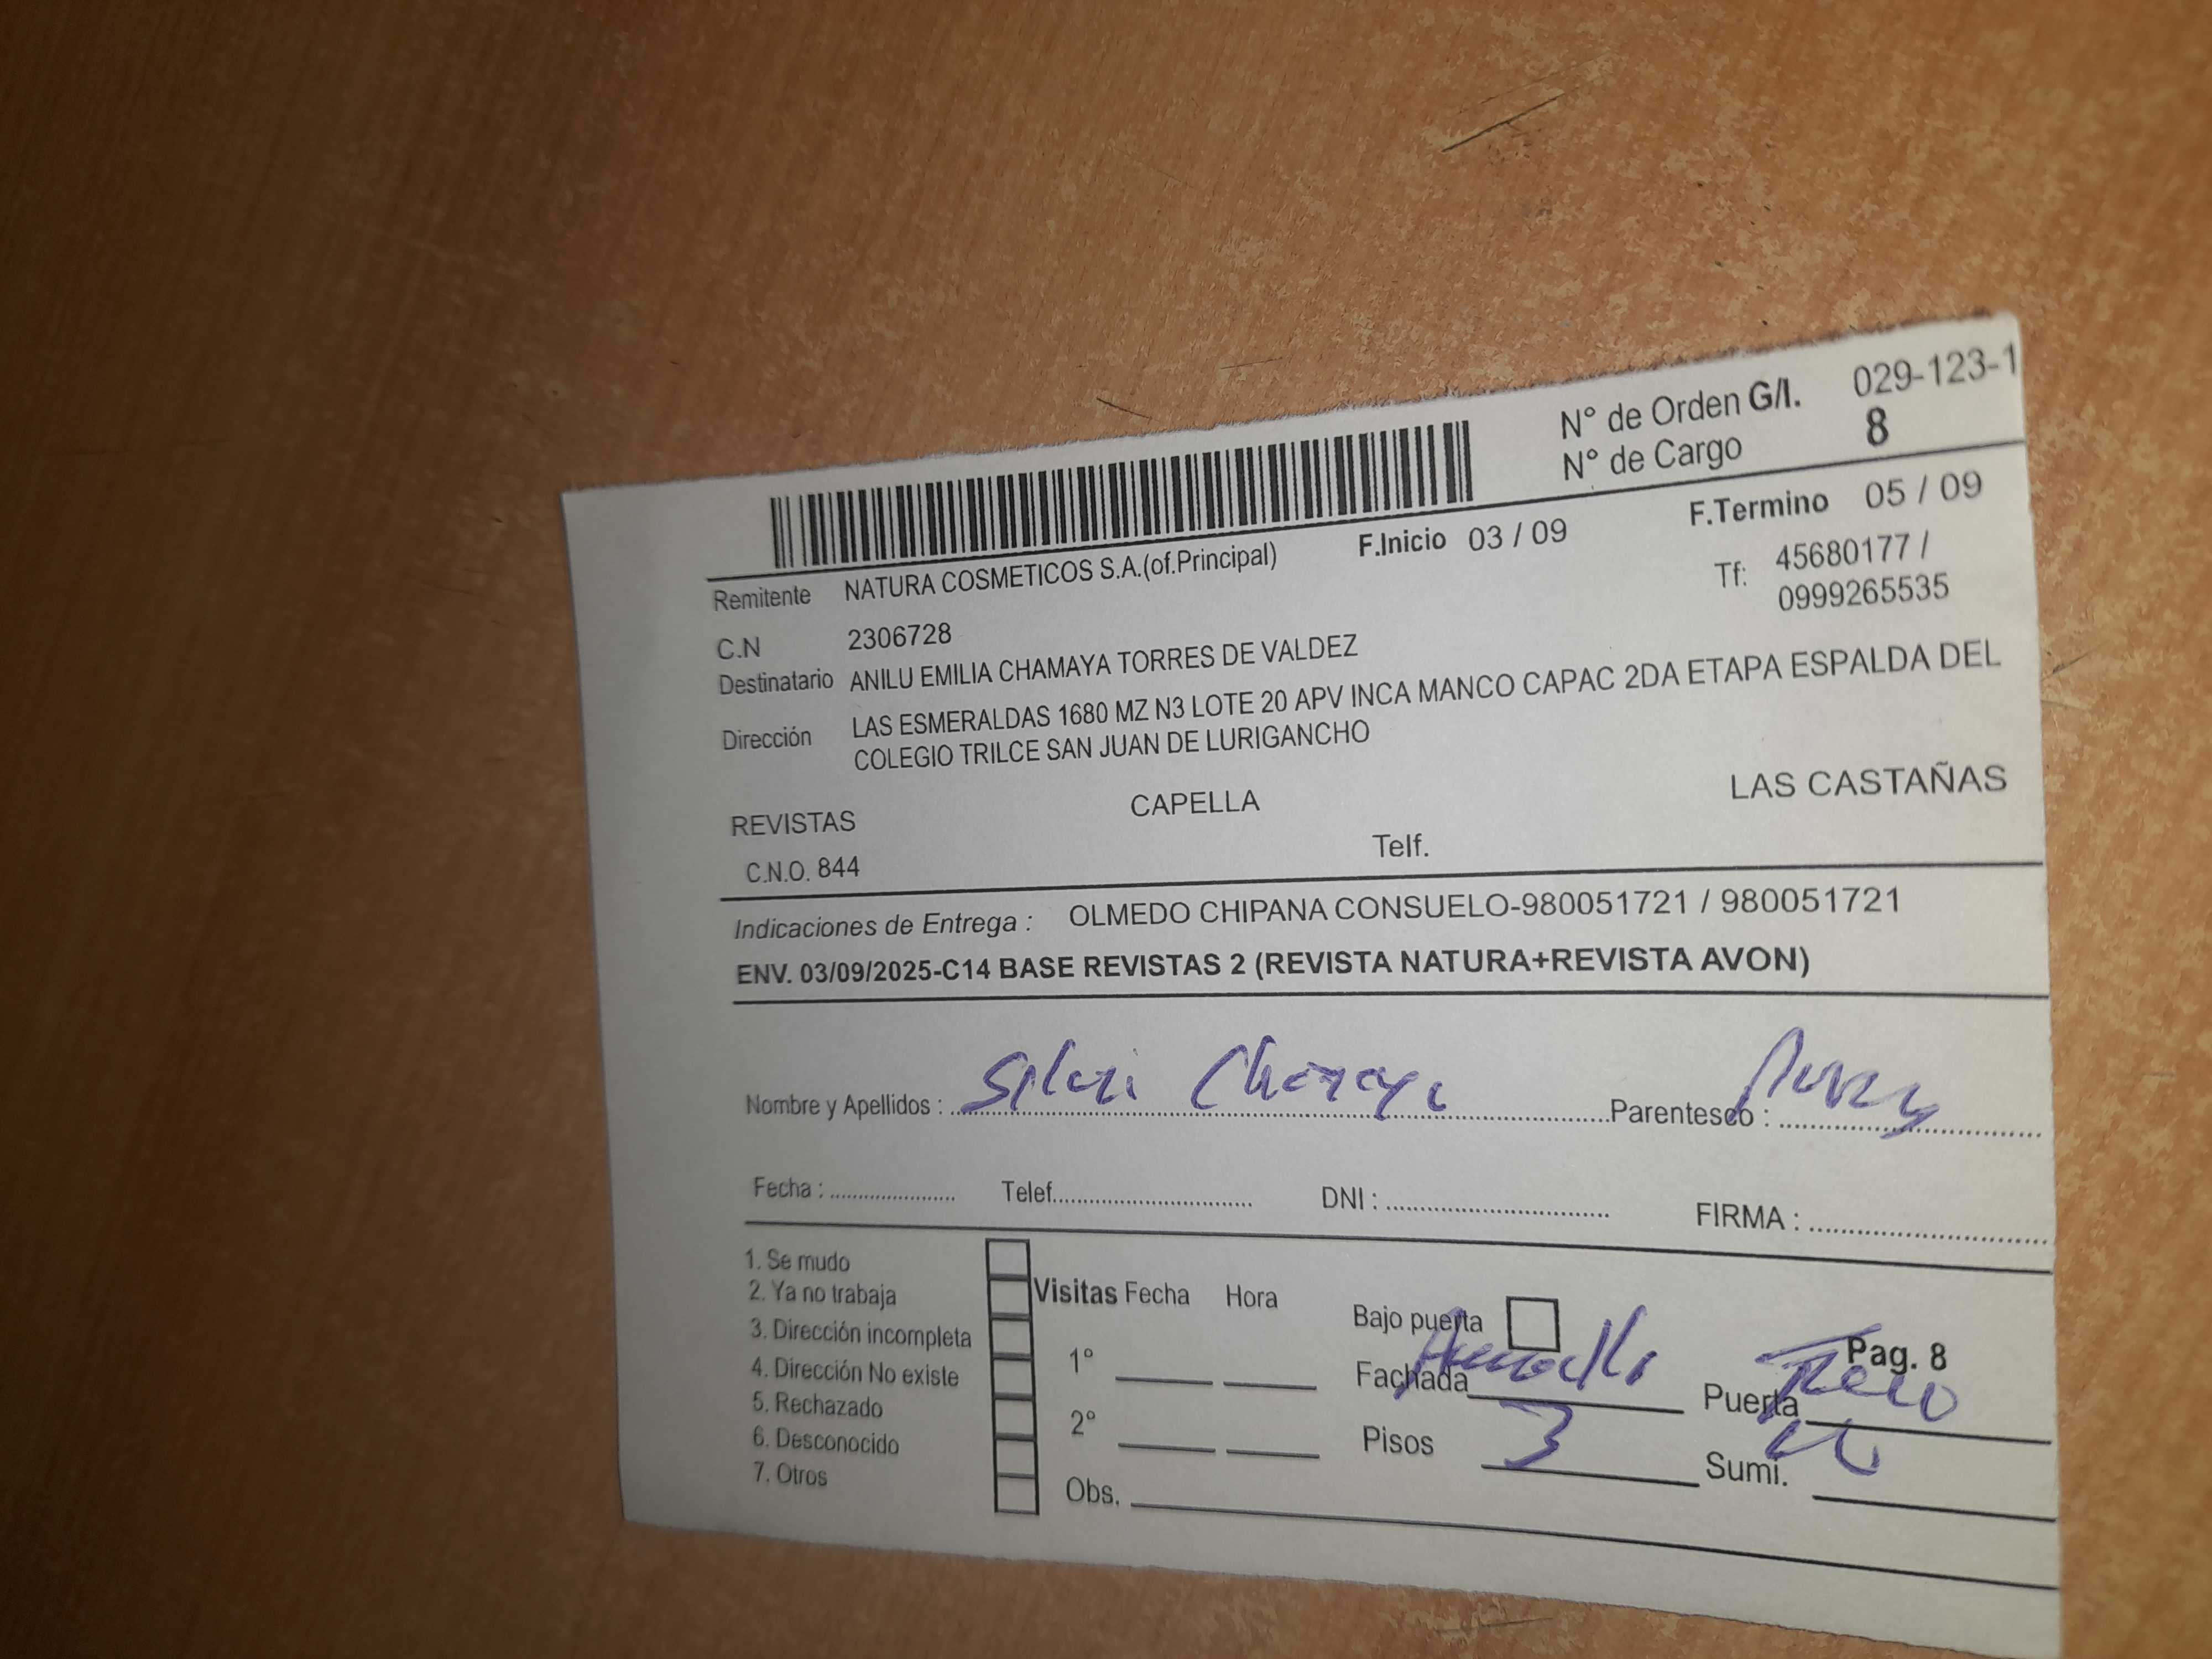 N° de Orden G/I. 029-123-1
N° de Cargo 8
F.Inicio 03 / 09 F.Termino 05 / 09
Remitente NATURA COSMETICOS S.A.(of.Principal)
Tf: 45680177 /
0999265535
C.N 2306728
Destinatario ANILU EMILIA CHAMAYA TORRES DE VALDEZ
Dirección LAS ESMERALDAS 1680 MZ N3 LOTE 20 APV INCA MANCO CAPAC 2DA ETAPA ESPALDA DEL
COLEGIO TRILCE SAN JUAN DE LURIGANCHO
REVISTAS CAPELLA LAS CASTAÑAS
C.N.O. 844 Telf.
Indicaciones de Entrega : OLMEDO CHIPANA CONSUELO-980051721 / 980051721
ENV. 03/09/2025-C14 BASE REVISTAS 2 (REVISTA NATURA+REVISTA AVON)
Nombre y Apellidos : Parentesco :
Fecha : Telef. DNI : FIRMA :
1. Se mudo
2. Ya no trabaja
3. Dirección incompleta
4. Dirección No existe
5. Rechazado
6. Desconocido
7. Otros
Visitas Fecha Hora
1°
2°
Obs.
Bajo puerta
Pag. 8
Fachada Puerta
Pisos 3 Sumi.